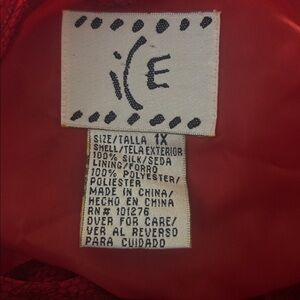 iCE
SIZE/TALLA 1X
SHELL/TELA EXTERIOR
100% SILK/SEDA
LINING/FORRO
100% POLYESTER/
POLIESTER
MADE IN CHINA/
HECHO EN CHINA
RN# 101276
OVER FOR CARE/
VER AL REVERSO
PARA CUIDADO